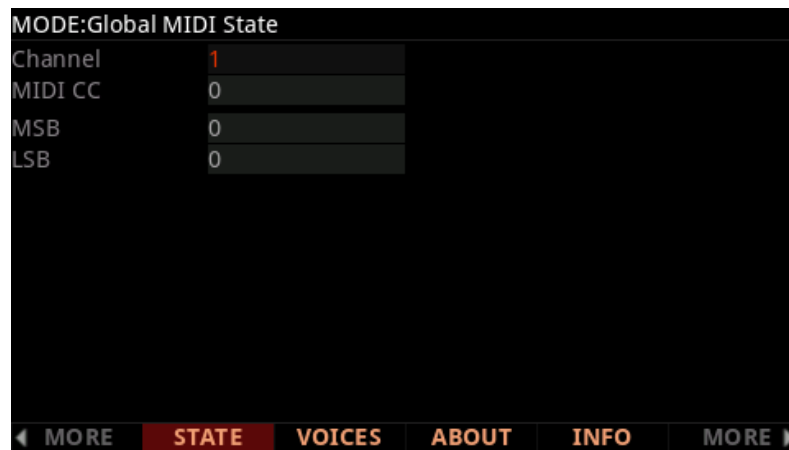 MODE:Global MIDI State
Channel 1
MIDI CC 0
MSB 0
LSB 0
MORE STATE VOICES ABOUT INFO MORE